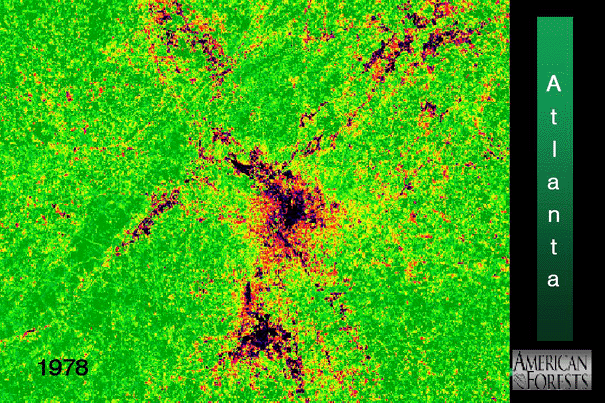 1978
Atlanta
AMERICAN
FORESTS